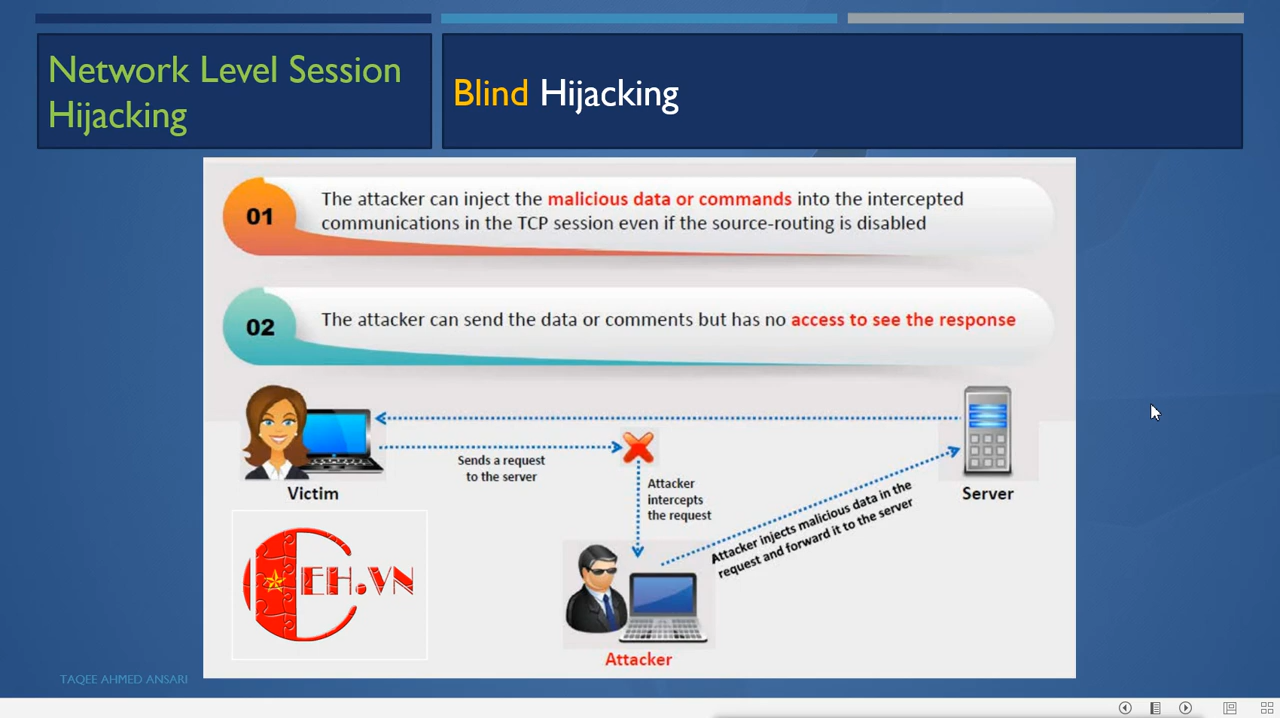 Network Level Session
Hijacking
Blind Hijacking
01
The attacker can inject the malicious data or commands into the intercepted
communications in the TCP session even if the source-routing is disabled
02
The attacker can send the data or comments but has no access to see the response
Sends a request
to the server
Victim
Attacker
intercepts
the request
Attacker injects malicious data in the
request and forward it to the server
Server
CEH.VN
Attacker
TAQEE AHMED ANSARI